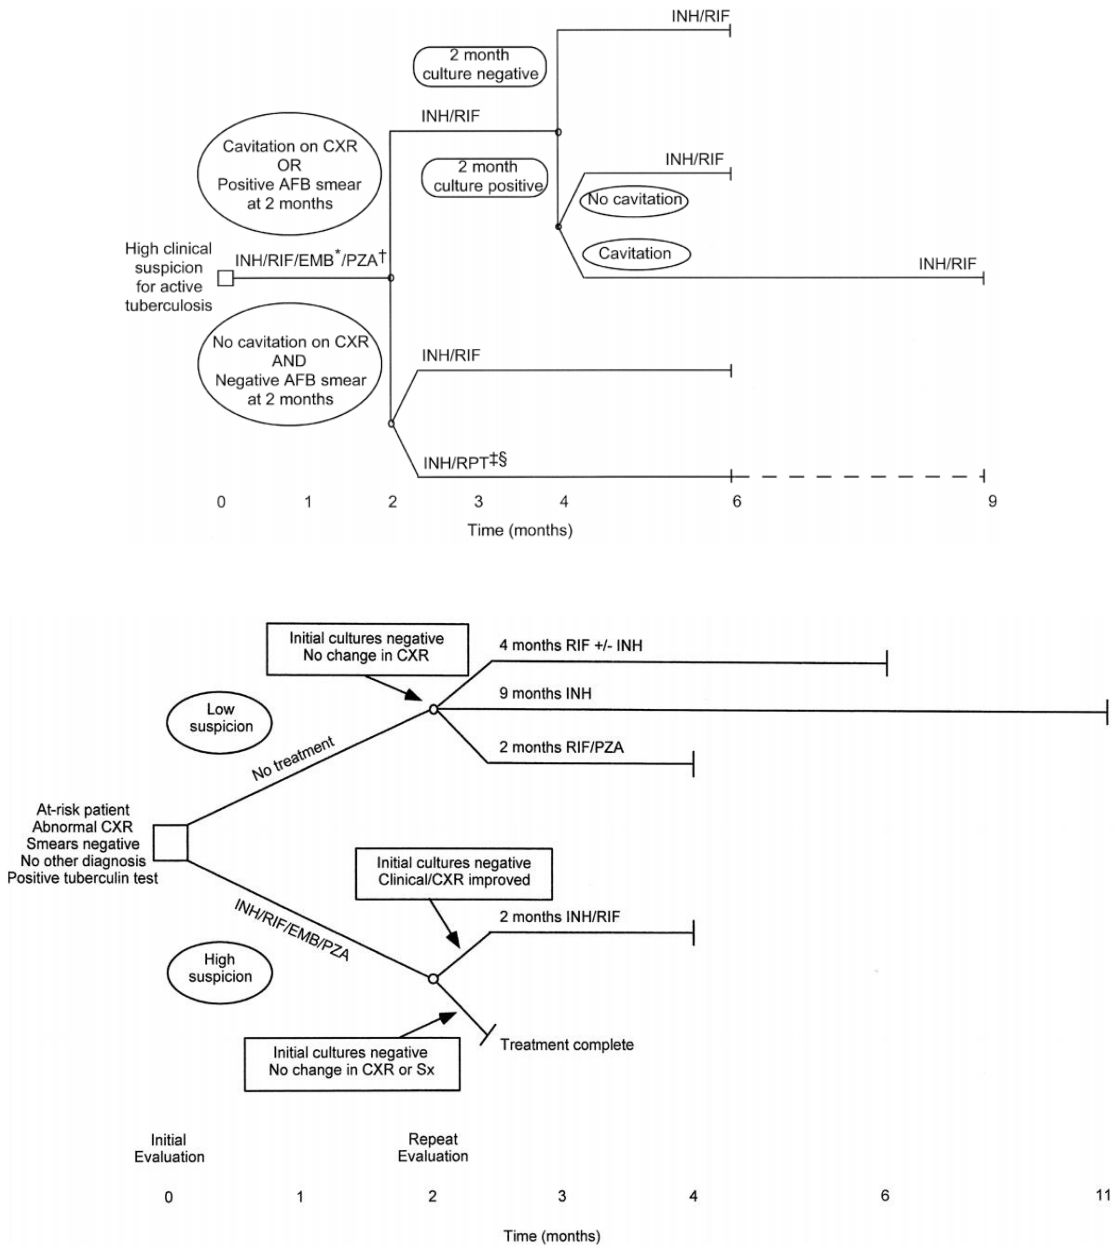 INH/RIF
2 month
culture negative
INH/RIF
Cavitation on CXR
OR
Positive AFB smear
at 2 months
2 month
culture positive
INH/RIF
No cavitation
High clinical
suspicion
for active
tuberculosis
INH/RIF/EMB*/PZA†
Cavitation
INH/RIF
No cavitation on CXR
AND
Negative AFB smear
at 2 months
INH/RIF
INH/RPT‡§
0 1 2 3 4 6 9
Time (months)
Initial cultures negative
No change in CXR
4 months RIF +/- INH
9 months INH
Low
suspicion
2 months RIF/PZA
No treatment
At-risk patient
Abnormal CXR
Smears negative
No other diagnosis
Positive tuberculin test
Initial cultures negative
Clinical/CXR improved
INH/RIF/EMB/PZA
2 months INH/RIF
High
suspicion
Initial cultures negative
No change in CXR or Sx
Treatment complete
Initial
Evaluation
Repeat
Evaluation
0 1 2 3 4 6 11
Time (months)